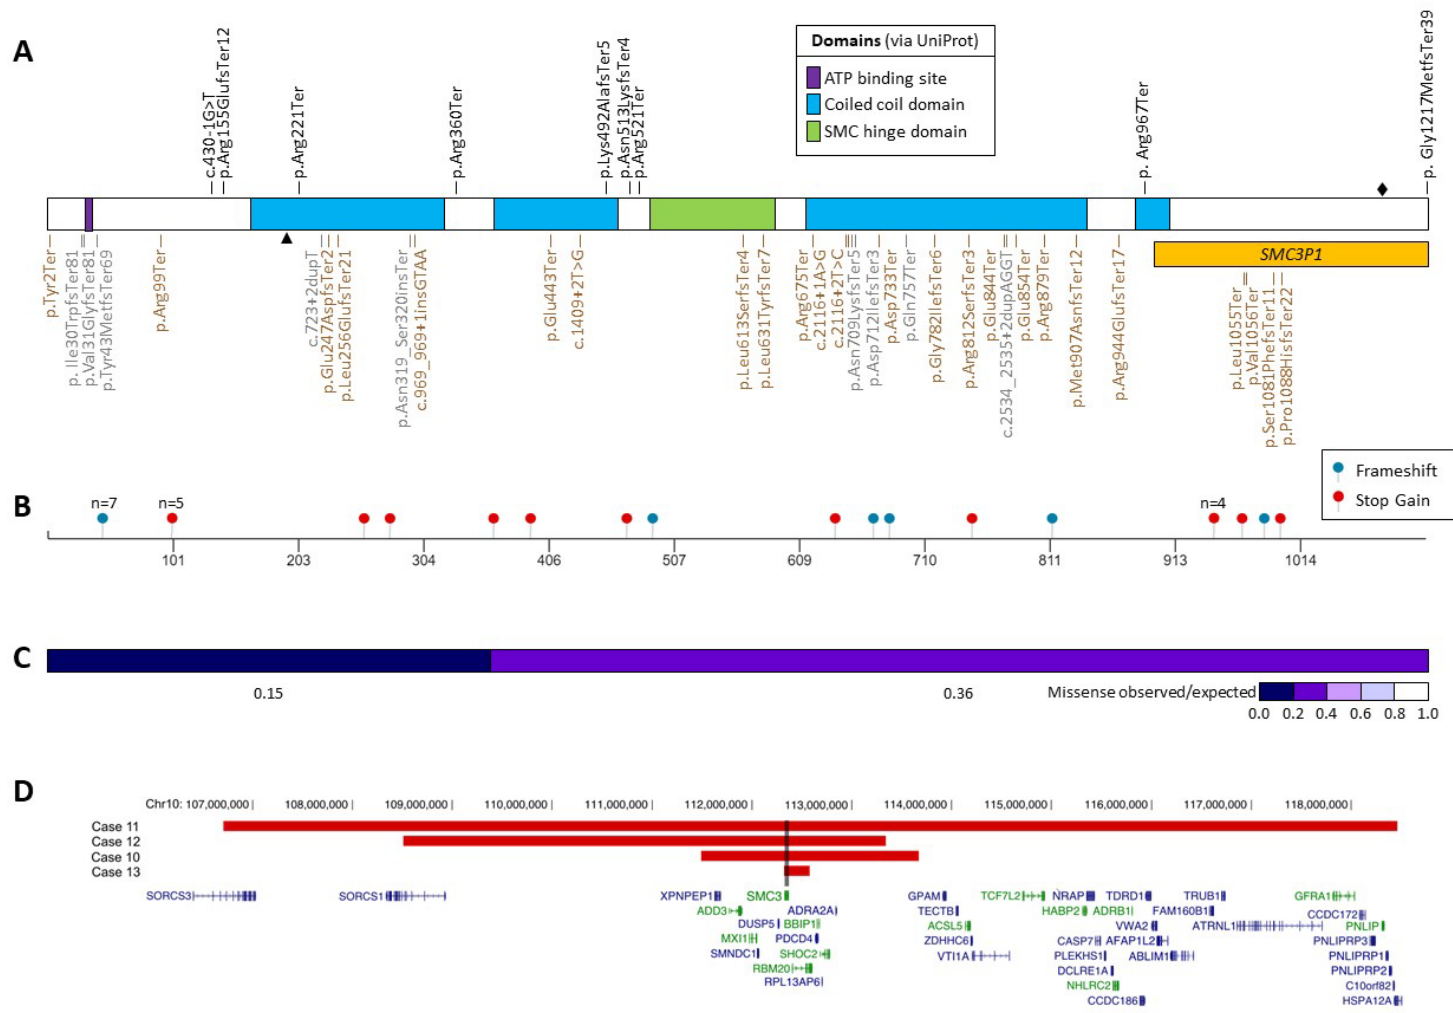 A
c.430-1G>T
p.Arg155GlufsTer12
p.Arg221Ter
p.Arg360Ter
p.Lys492AlafsTer5
p.Asn513LysfsTer4
p.Arg521Ter
Domains (via UniProt)
ATP binding site
Coiled coil domain
SMC hinge domain
p. Arg967Ter
p. Gly1217MetfsTer39
SMC3P1
p.Tyr2Ter
p. Ile30TrpfsTer81
p.Val31GlyfsTer81
p.Tyr43MetfsTer69
p.Arg99Ter
c.723+2dupT
p.Glu247AspfsTer2
p.Leu256GlufsTer21
p.Asn319_Ser320insTer
c.969_969+1insGTAA
p.Glu443Ter
c.1409+2T>G
p.Leu613SerfsTer4
p.Leu631TyrfsTer7
p.Arg675Ter
c.2116+1A>G
c.2116+2T>C
p.Asn709LysfsTer5
p.Asp712IlefsTer3
p.Asp733Ter
p.Gln757Ter
p.Gly782IlefsTer6
p.Arg812SerfsTer3
p.Glu844Ter
c.2534_2535+2dupAGGT
p.Glu854Ter
p.Arg879Ter
p.Met907AsnfsTer12
p.Arg944GlufsTer17
p.Leu1055Ter
p.Val1056Ter
p.Ser1081PhefsTer11
p.Pro1088HisfsTer22
B
n=7
n=5
n=4
Frameshift
Stop Gain
101 203 304 406 507 609 710 811 913 1014
C
0.15
0.36
Missense observed/expected
0.0 0.2 0.4 0.6 0.8 1.0
D
Chr10: 107,000,000 108,000,000 109,000,000 110,000,000 111,000,000 112,000,000 113,000,000 114,000,000 115,000,000 116,000,000 117,000,000 118,000,000
Case 11
Case 12
Case 10
Case 13
SORCS3 SORCS1 XPNPEP1 SMC3 GPAM TCF7L2 NRAP TDRD1 TRUB1 GFRA1
ADD3 ADRA2A TECTB HABP2 ADRB1 FAM160B1 CCDC172
DUSP5 BBIP1 ACSL5 VWA2 ATRNL1 PNLIP
MXI1 PDCD4 ZDHHC6 CASP7 AFAP1L2 PNLIPRP3
SMNDC1 SHOC2 VTI1A PLEKHS1 ABLIM1 PNLIPRP1
RBM20 DCLRE1A PNLIPRP2
RPL13AP6 NHLRC2 C10orf82
CCDC186 HSPA12A